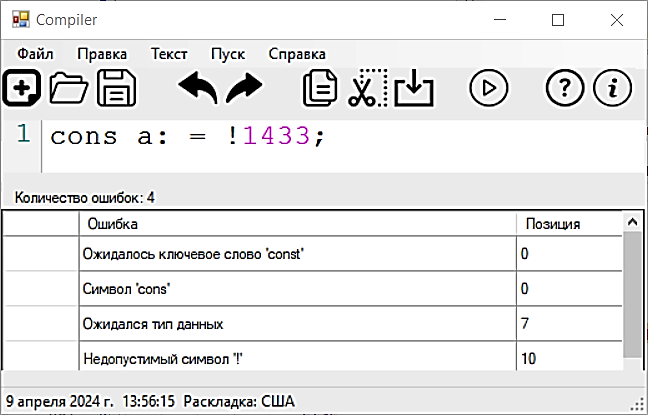 Compiler
Файл Правка Текст Пуск Справка
1 cons a: = !1433;
Количество ошибок: 4
Ошибка Позиция
Ожидалось ключевое слово 'const' 0
Символ 'cons' 0
Ожидался тип данных 7
Недопустимый символ '!' 10
9 апреля 2024 г. 13:56:15 Раскладка: США